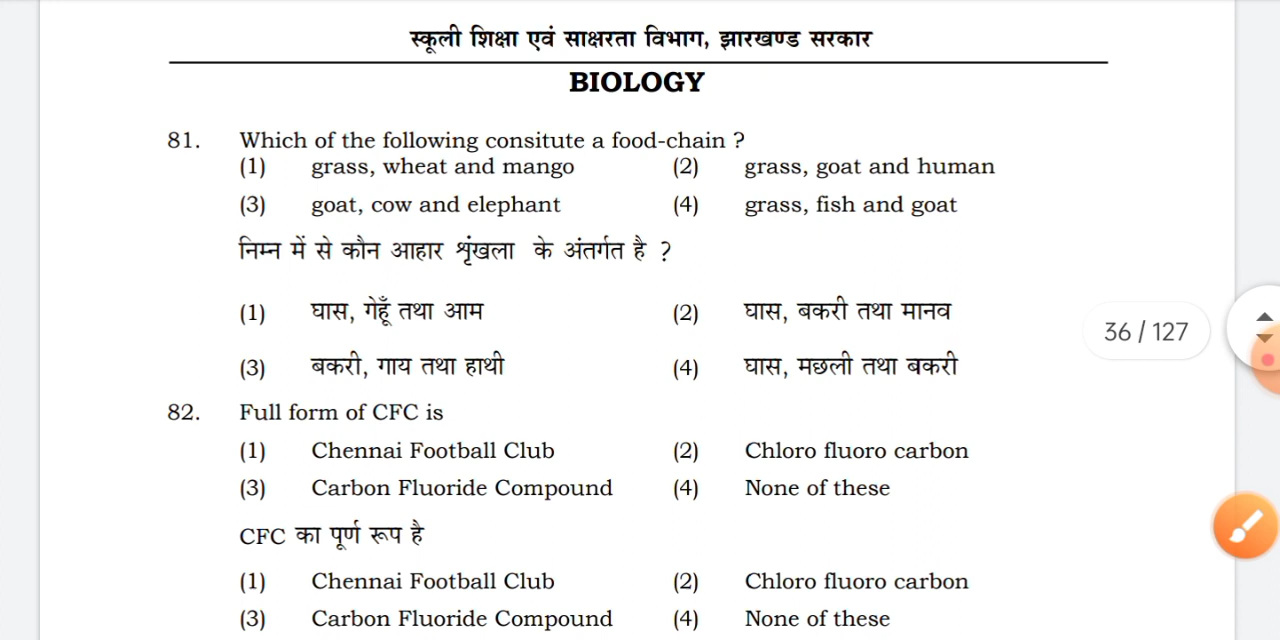 स्कूली शिक्षा एवं साक्षरता विभाग, झारखण्ड सरकार
BIOLOGY
81. Which of the following consitute a food-chain ?
(1) grass, wheat and mango (2) grass, goat and human
(3) goat, cow and elephant (4) grass, fish and goat
निम्न में से कौन आहार शृंखला के अंतर्गत है ?
(1) घास, गेहूँ तथा आम (2) घास, बकरी तथा मानव
36 / 127
(3) बकरी, गाय तथा हाथी (4) घास, मछली तथा बकरी
82. Full form of CFC is
(1) Chennai Football Club (2) Chloro fluoro carbon
(3) Carbon Fluoride Compound (4) None of these
CFC का पूर्ण रूप है
(1) Chennai Football Club (2) Chloro fluoro carbon
(3) Carbon Fluoride Compound (4) None of these